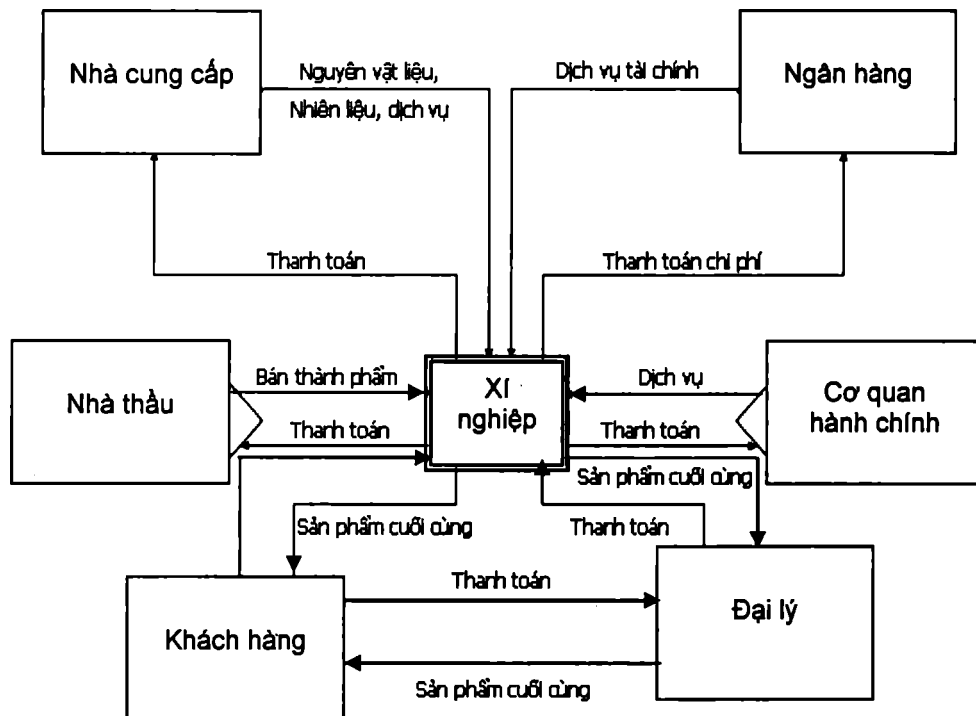 Nhà cung cấp
Nguyên vật liệu,
Nhiên liệu, dịch vụ
Dịch vụ tài chính
Ngân hàng
Thanh toán
Thanh toán chi phí
Nhà thầu
Bán thành phẩm
Xí
nghiệp
Dịch vụ
Cơ quan
hành chính
Thanh toán
Thanh toán
Sản phẩm cuối cùng
Sản phẩm cuối cùng
Thanh toán
Khách hàng
Thanh toán
Đại lý
Sản phẩm cuối cùng